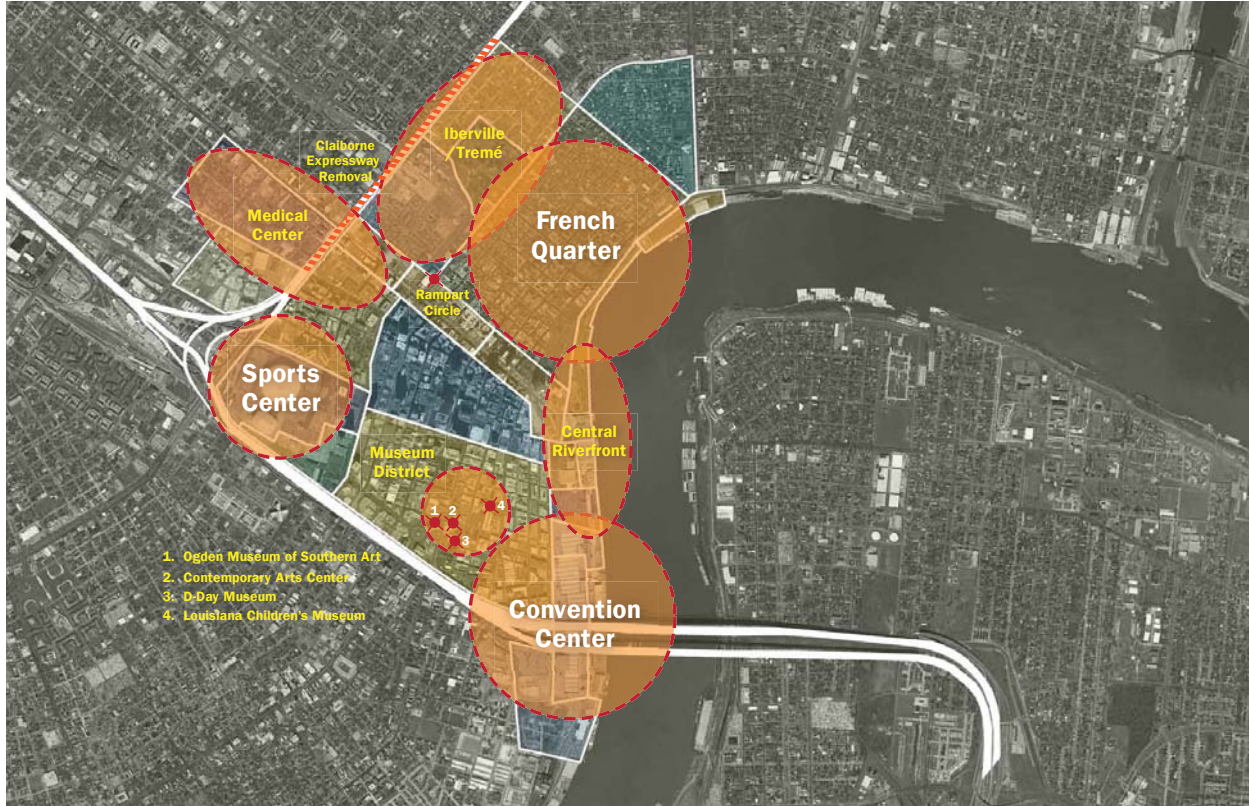 Claiborne
Expressway
Removal
Iberville
Tremé
Medical
Center
French
Quarter
Rampart
Circle
Sports
Center
Central
Riverfront
Museum
District
4
1
2
3
1. Ogden Museum of Southern Art
2. Contemporary Arts Center
3. D-Day Museum
4. Louisiana Children's Museum
Convention
Center